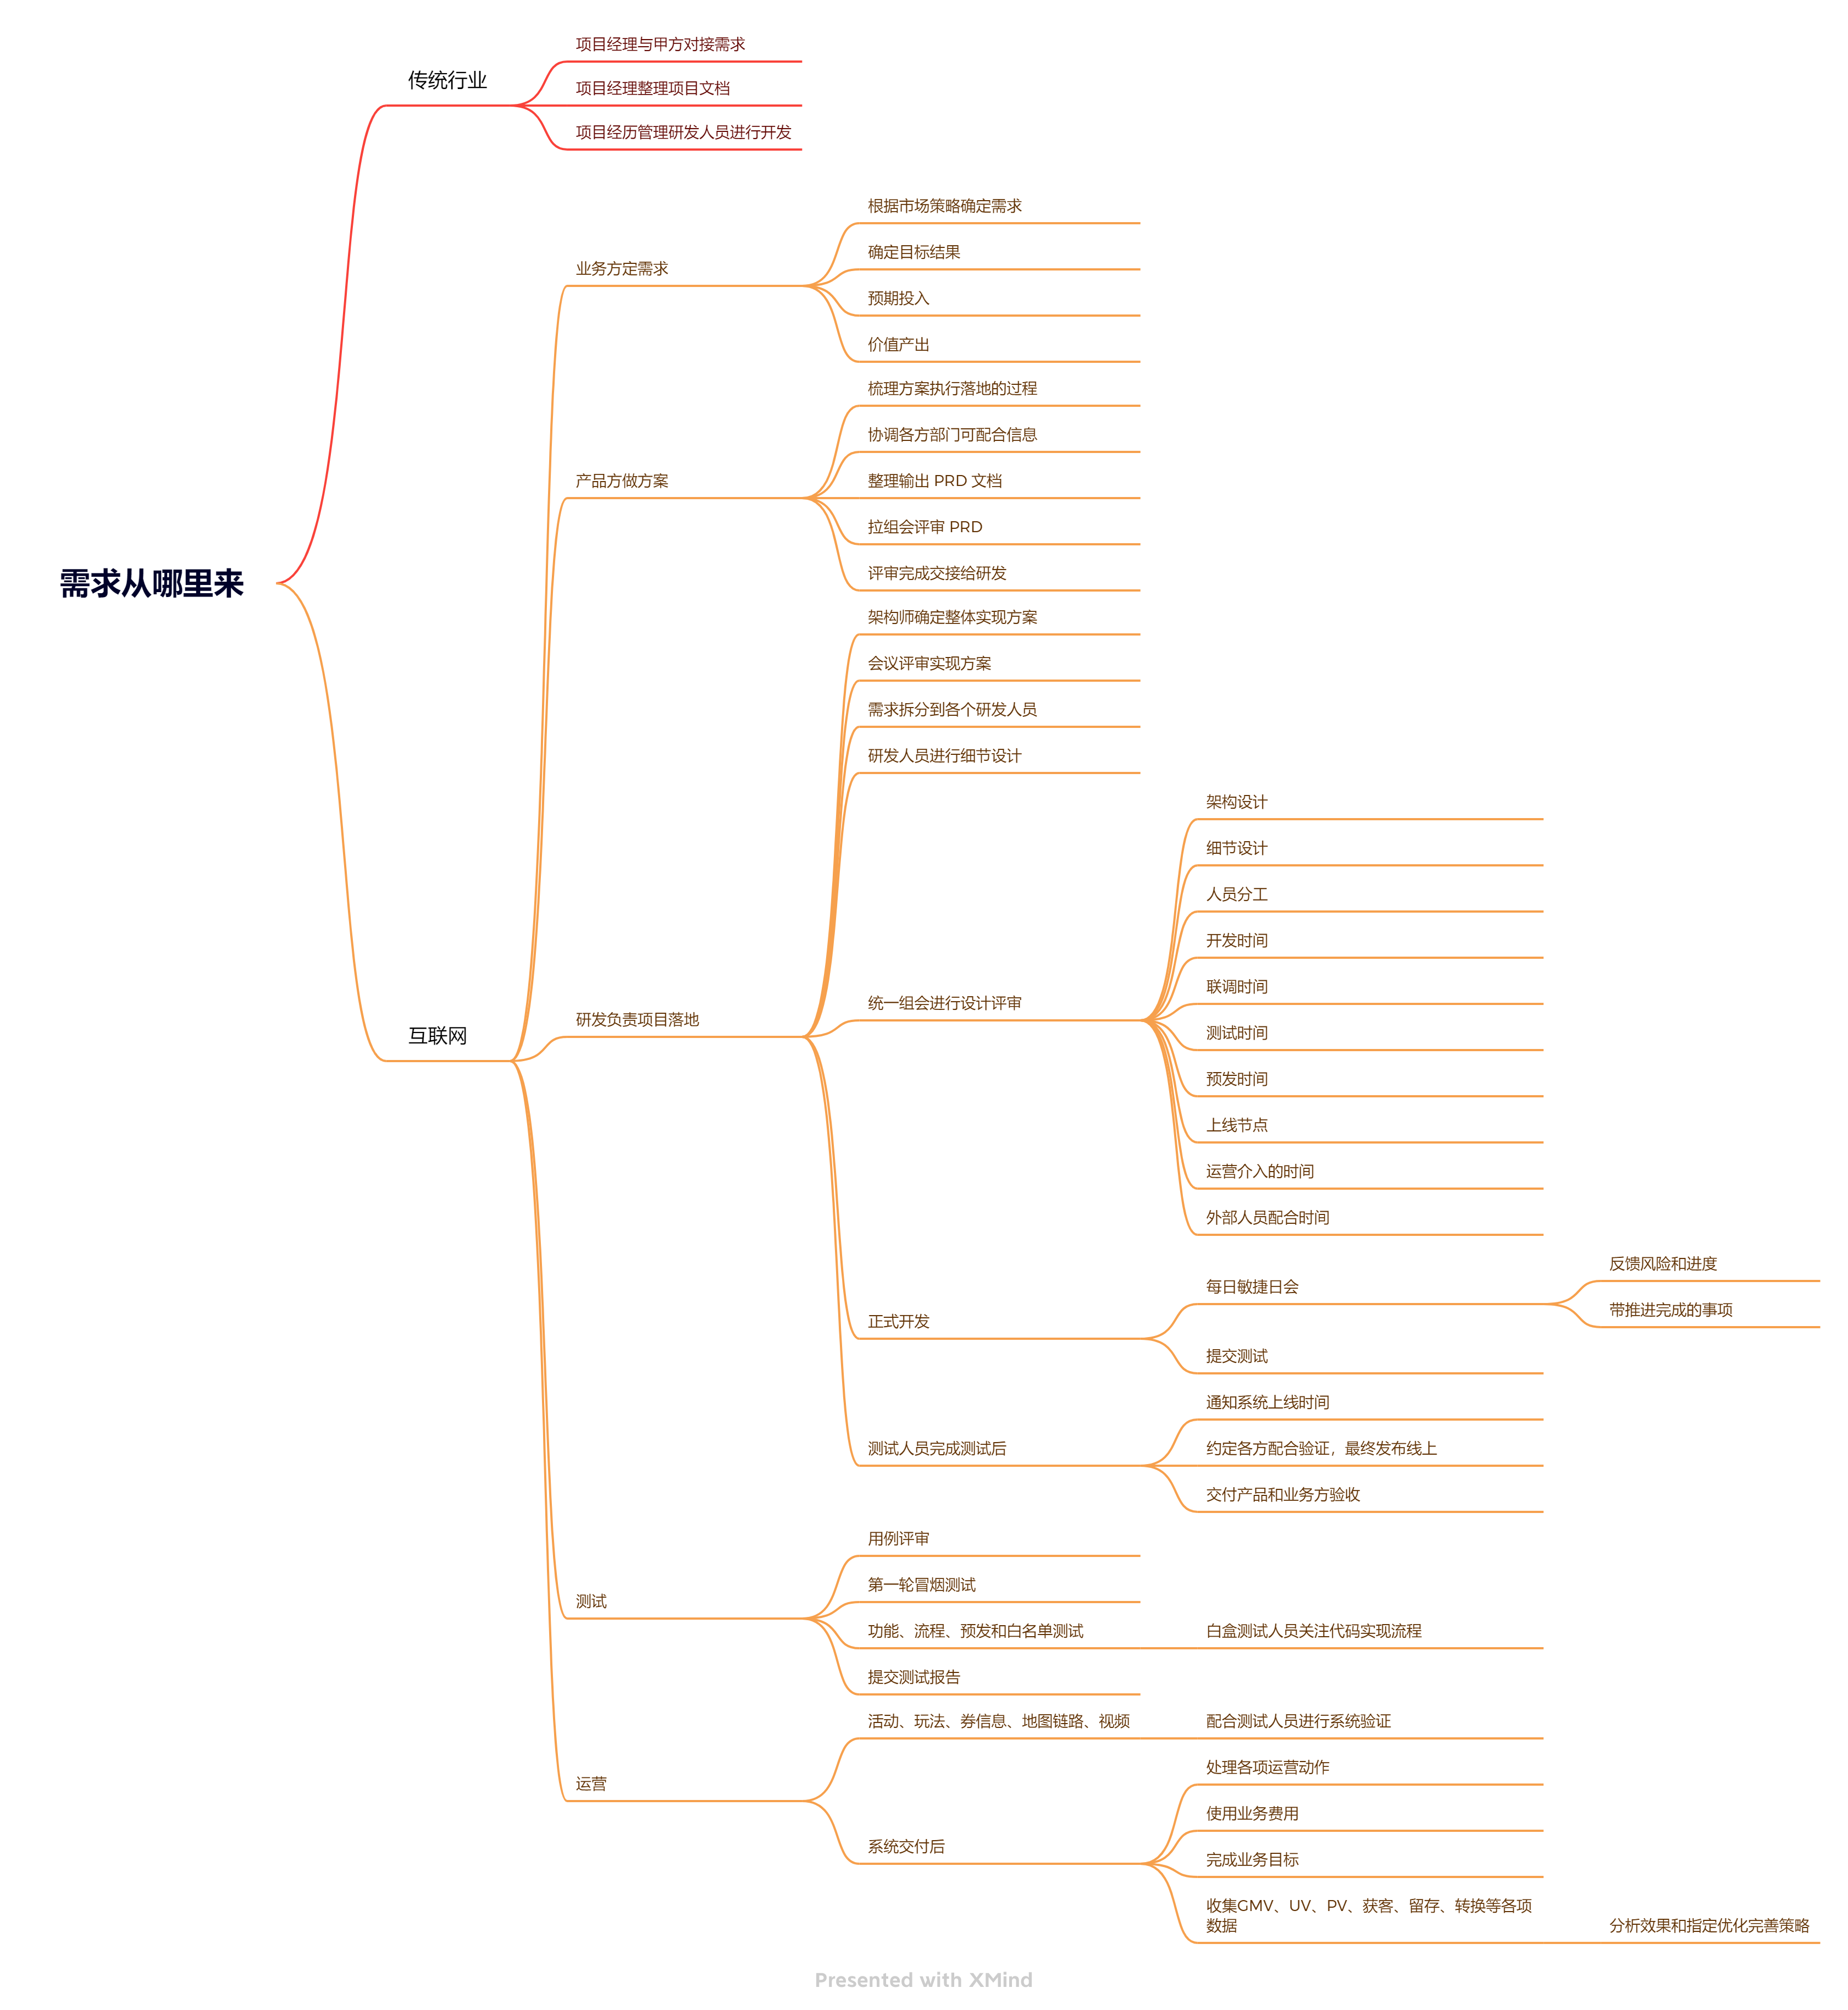 需求从哪里来
传统行业
项目经理与甲方对接需求
项目经理整理项目文档
项目经历管理研发人员进行开发
互联网
业务方定需求
根据市场策略确定需求
确定目标结果
预期投入
价值产出
产品方做方案
梳理方案执行落地的过程
协调各方部门可配合信息
整理输出 PRD 文档
拉组会评审 PRD
评审完成交接给研发
研发负责项目落地
架构师确定整体实现方案
会议评审实现方案
需求拆分到各个研发人员
研发人员进行细节设计
统一组会进行设计评审
架构设计
细节设计
人员分工
开发时间
联调时间
测试时间
预发时间
上线节点
运营介入的时间
外部人员配合时间
正式开发
每日敏捷日会
反馈风险和进度
带推进完成的事项
提交测试
测试人员完成测试后
通知系统上线时间
约定各方配合验证，最终发布线上
交付产品和业务方验收
测试
用例评审
第一轮冒烟测试
功能、流程、预发和白名单测试
白盒测试人员关注代码实现流程
提交测试报告
运营
活动、玩法、券信息、地图链路、视频
配合测试人员进行系统验证
系统交付后
处理各项运营动作
使用业务费用
完成业务目标
收集GMV、UV、PV、获客、留存、转换等各项
数据
分析效果和指定优化完善策略
Presented with XMind